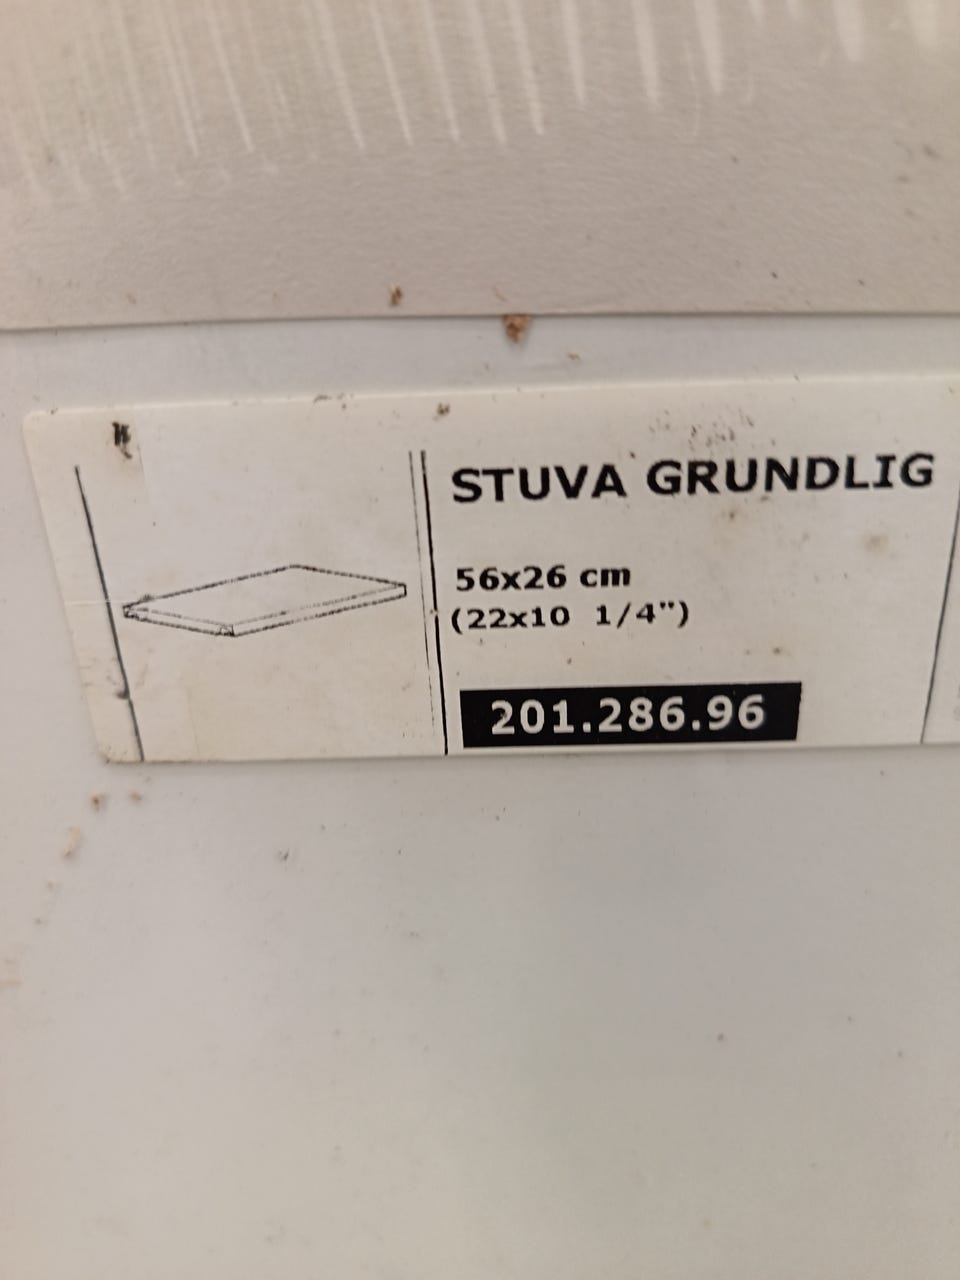 STUVA GRUNDLIG
56x26 cm
(22x10 1/4")
201.286.96